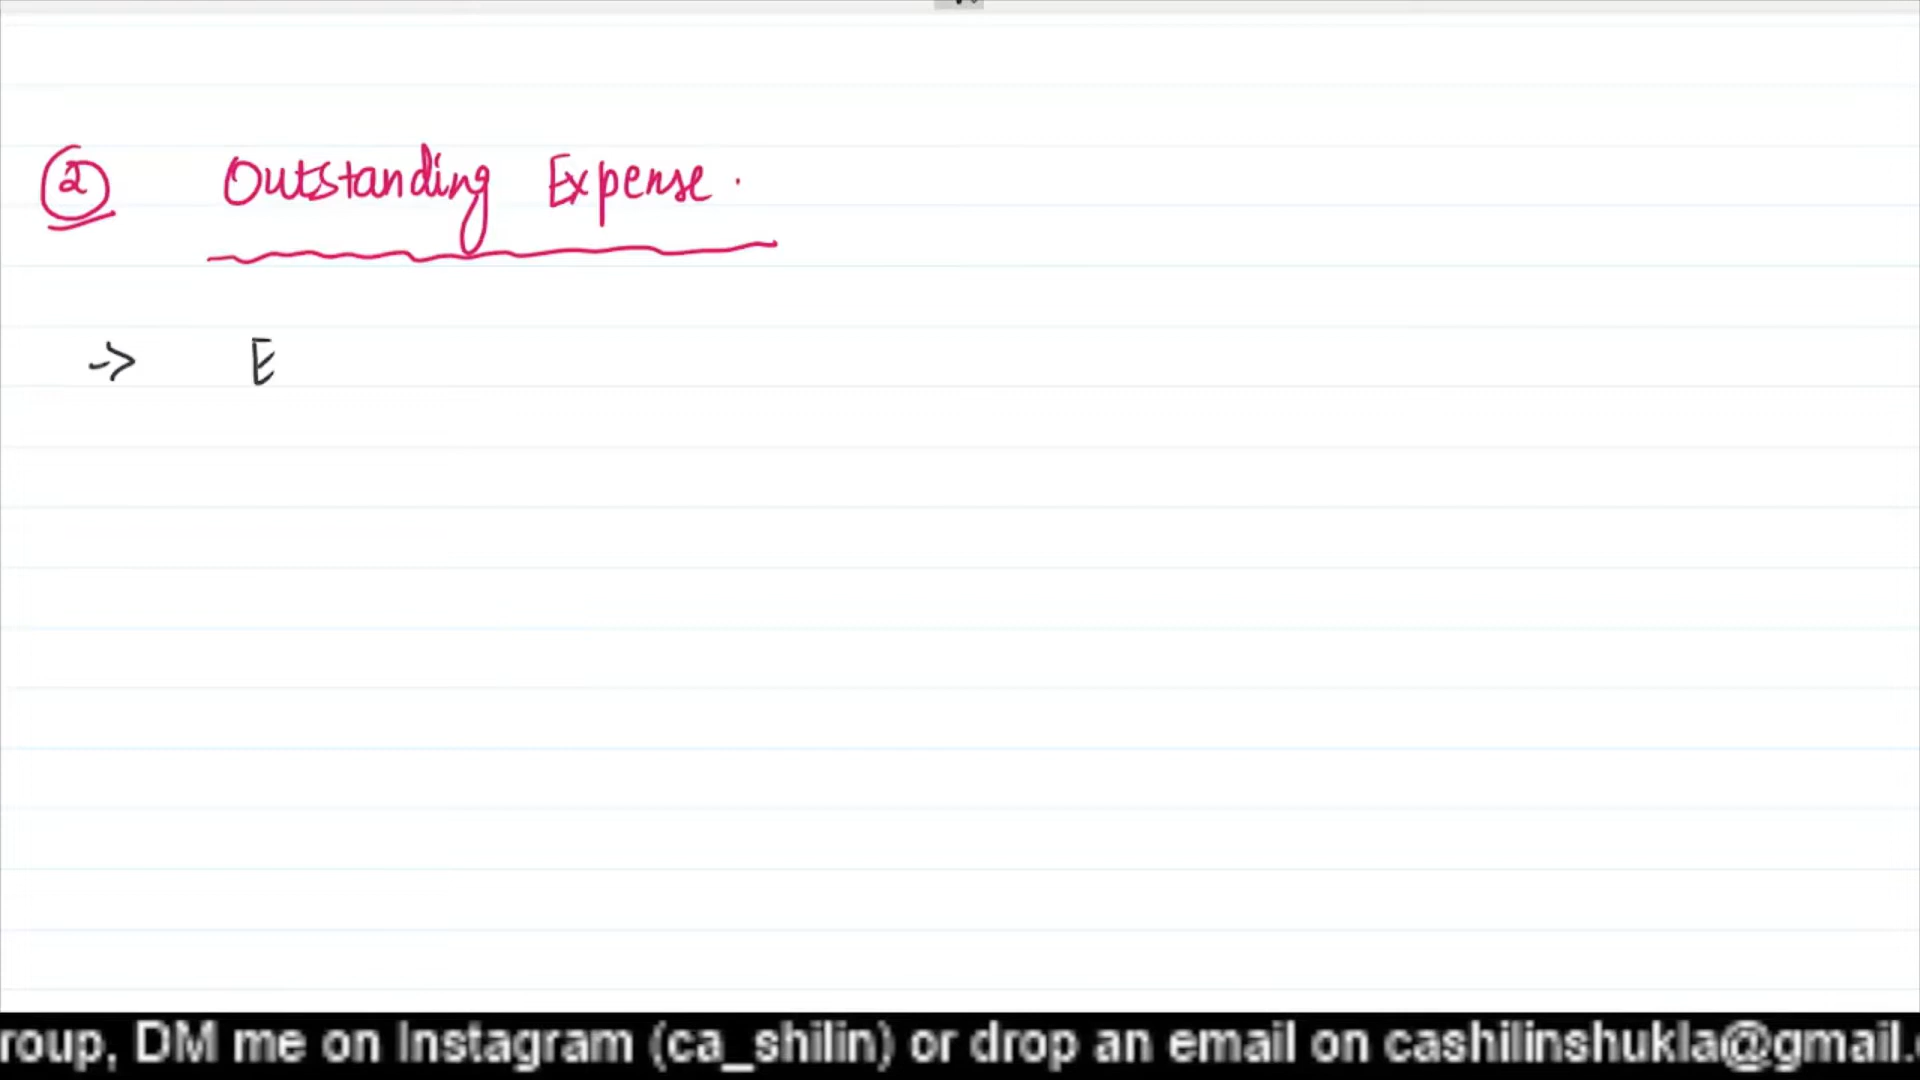 ② Outstanding Expense.
-> E
roup, DM me on Instagram (ca_shilin) or drop an email on cashilinshukla@gmail.